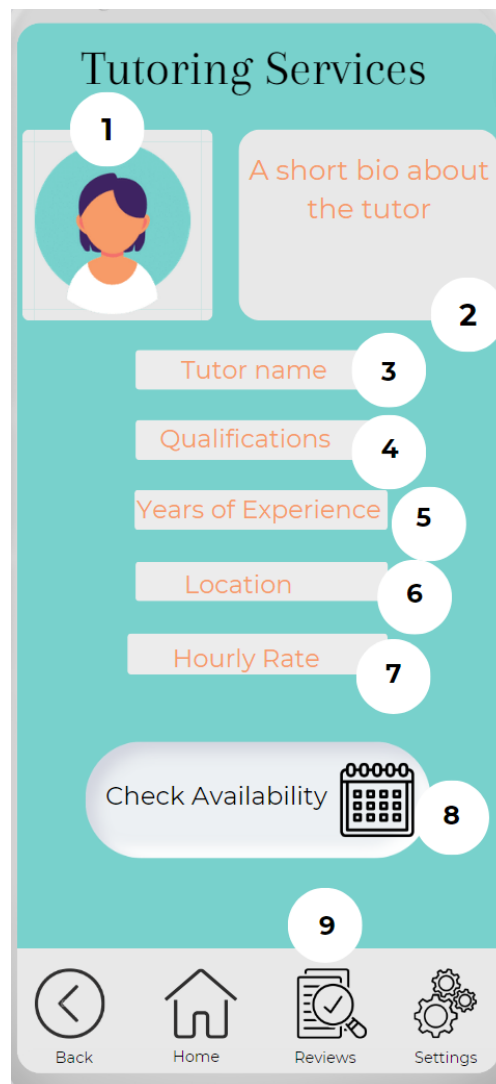 Tutoring Services
1
A short bio about
the tutor
2
Tutor name
3
Qualifications
4
Years of Experience
5
Location
6
Hourly Rate
7
Check Availability
8
9
Back
Home
Reviews
Settings